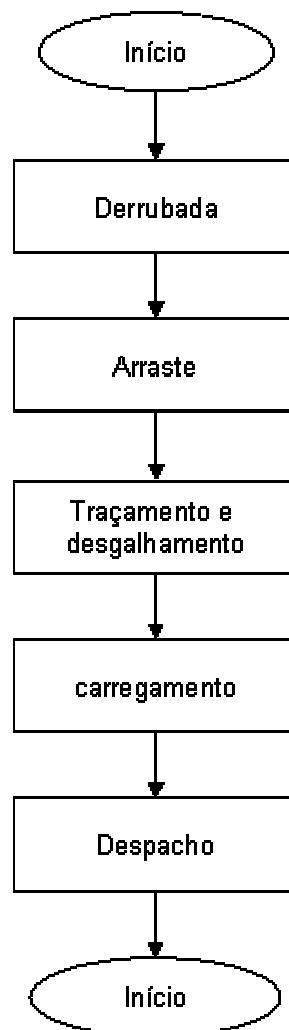 Início
Derrubada
Arraste
Traçamento e
desgalhamento
carregamento
Despacho
Início